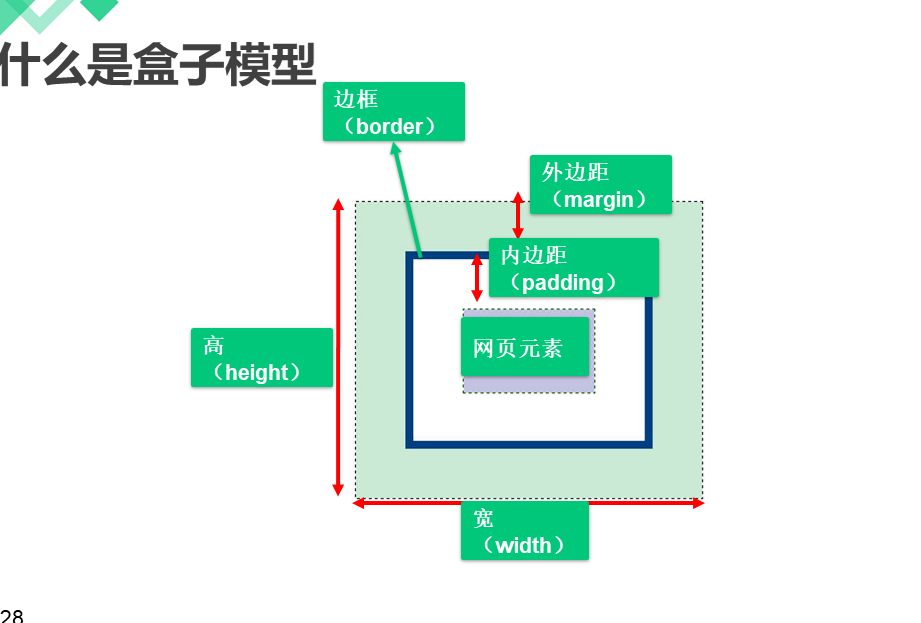 什么是盒子模型
边框
（border）
外边距
（margin）
内边距
（padding）
高
（height）
网页元素
宽
（width）
28